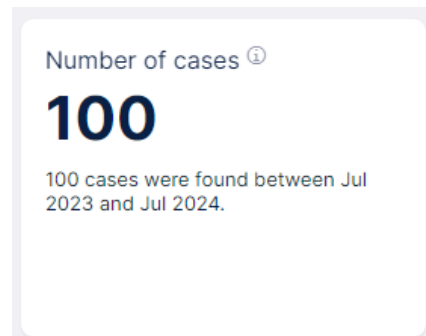 Number of cases
100
100 cases were found between Jul
2023 and Jul 2024.